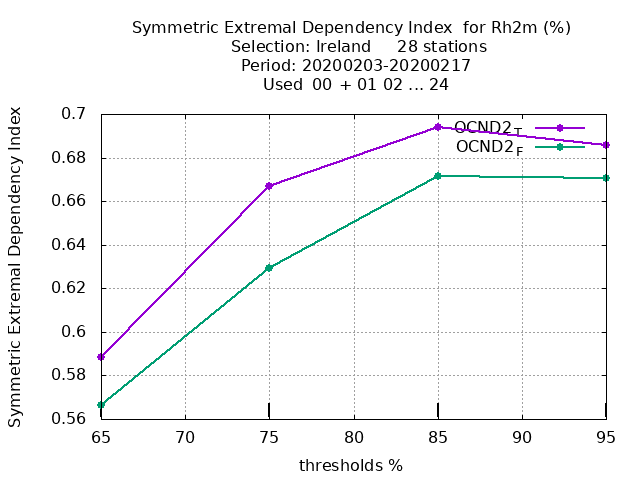 Symmetric Extremal Dependency Index  for Rh2m (%)
Selection: Ireland     28 stations
Period: 20200203-20200217
Used  00 + 01 02 ... 24
Symmetric Extremal Dependency Index
0.7
0.68
0.66
0.64
0.62
0.6
0.58
0.56
OCND2T
OCND2F
65 70 75 80 85 90 95
thresholds %